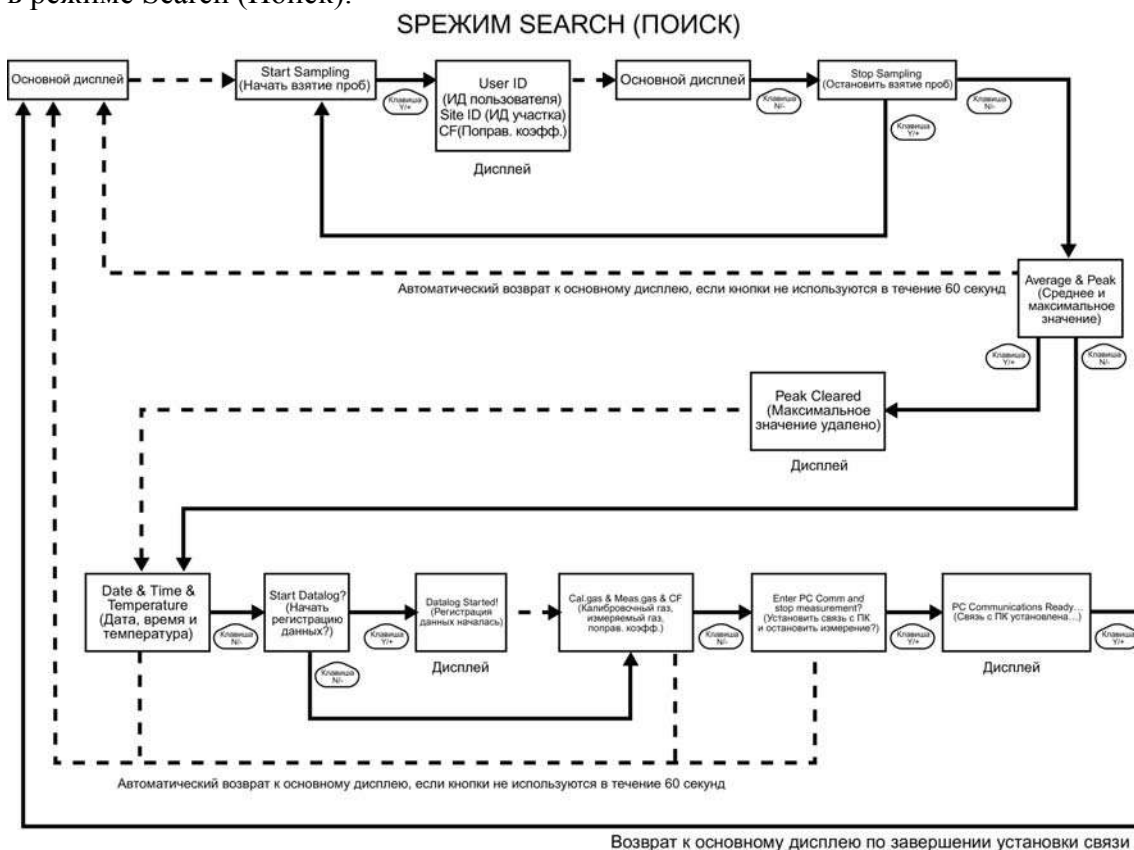 в режиме Search (Поиск).
SРЕЖИМ SEARCH (ПОИСК)
Основной дисплей
Start Sampling
(Начать взятие проб)
Клавиша
Y/+
User ID
(ИД пользователя)
Site ID (ИД участка)
CF(Поправ. коэфф.)
Дисплей
Основной дисплей
Клавиша
N/-
Stop Sampling
(Остановить взятие проб)
Клавиша
N/-
Клавиша
Y/+
Автоматический возврат к основному дисплею, если кнопки не используются в течение 60 секунд
Average & Peak
(Среднее и
максимальное
значение)
Клавиша
Y/+
Клавиша
N/-
Peak Cleared
(Максимальное
значение удалено)
Дисплей
Date & Time &
Temperature
(Дата, время и
температура)
Клавиша
N/-
Start Datalog?
(Начать
регистрацию
данных?)
Клавиша
Y/+
Клавиша
N/-
Datalog Started!
(Регистрация
данных началась)
Дисплей
Cal.gas & Meas.gas & CF
(Калибровочный газ,
измеряемый газ,
поправ. коэфф.)
Клавиша
N/-
Enter PC Comm and
stop measurement?
(Установить связь с ПК
и остановить измерение?)
Клавиша
Y/+
PC Communications Ready...
(Связь с ПК установлена...)
Дисплей
Клавиша
Y/+
Автоматический возврат к основному дисплею, если кнопки не используются в течение 60 секунд
Возврат к основному дисплею по завершении установки связи